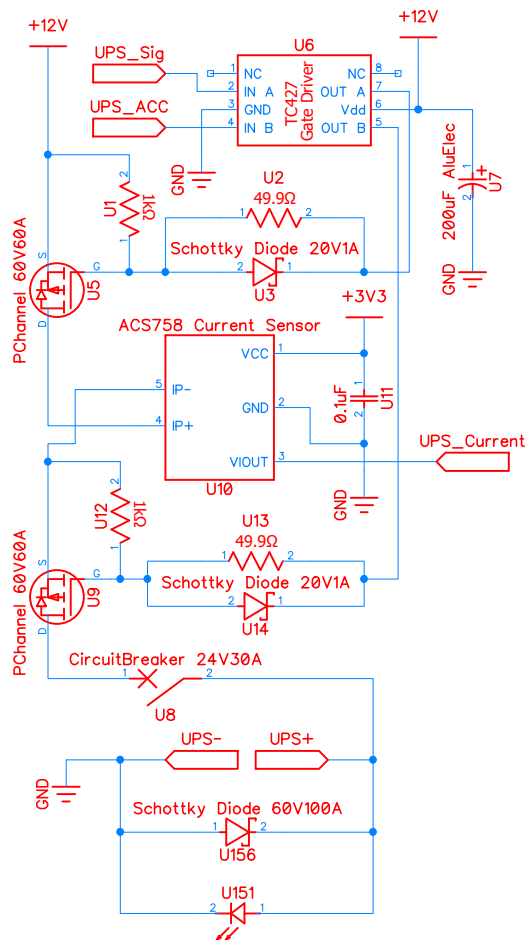 +12V
+12V
UPS_Sig
U6
1 NC
NC 8
2 IN A
OUT A 7
UPS_ACC
3 GND
Vdd 6
4 IN B
OUT B 5
TC427
Gate Driver
GND
200uF AluElec
1
+
U7
2
GND
2
U1
1kΩ
1
U2
49.9Ω
1
2
Schottky Diode 20V1A
2
1
U3
S
G
U5
D
PChannel 60V60A
+3V3
ACS758 Current Sensor
VCC 1
5 IP-
GND 2
4 IP+
VIOUT 3
U10
1
0.1uF
U11
2
UPS_Current
GND
2
U12
1kΩ
1
U13
49.9Ω
1
2
Schottky Diode 20V1A
2
1
U14
S
G
U9
D
PChannel 60V60A
CircuitBreaker 24V30A
1
2
U8
UPS-
UPS+
GND
Schottky Diode 60V100A
1
2
U156
U151
2
1